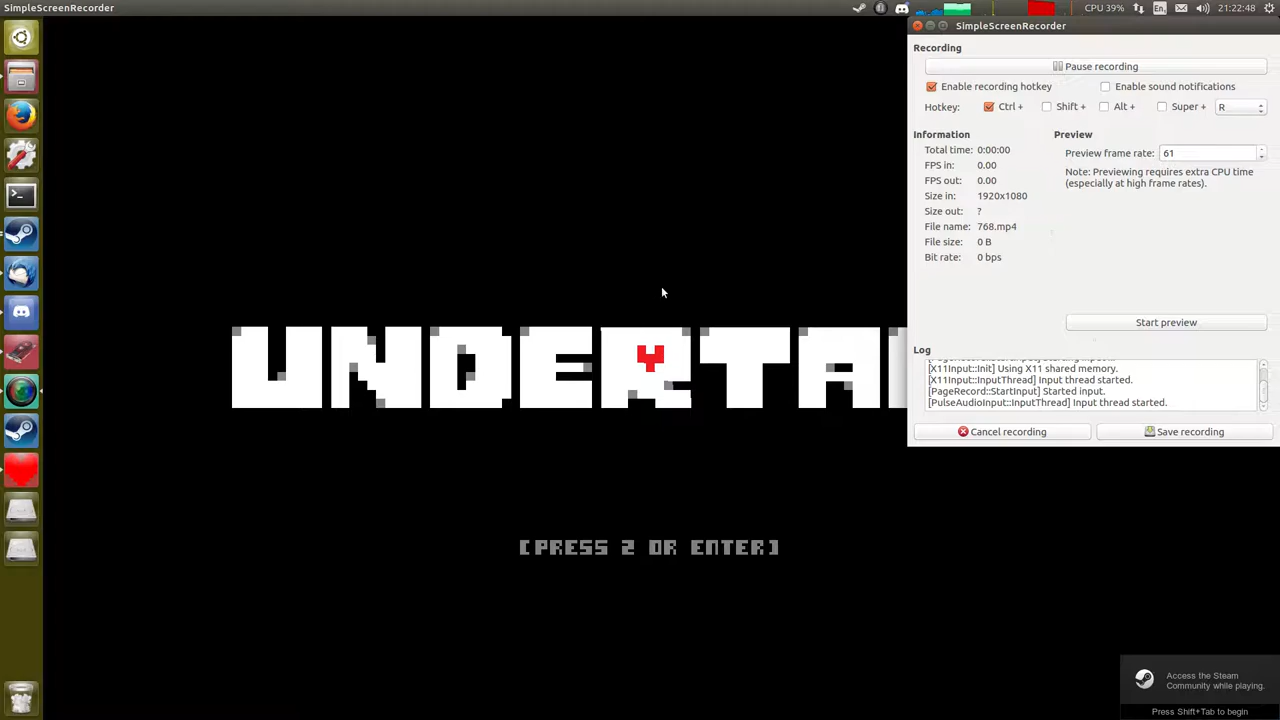 SimpleScreenRecorder
CPU 39%
En
21:22:48
SimpleScreenRecorder
Recording
Pause recording
Enable recording hotkey
Enable sound notifications
Hotkey:
Ctrl +
Shift +
Alt +
Super +
R
Information
Total time: 0:00:00
FPS in: 0.00
FPS out: 0.00
Size in: 1920x1080
Size out: ?
File name: 768.mp4
File size: 0 B
Bit rate: 0 bps
Preview
Preview frame rate: 61
Note: Previewing requires extra CPU time
(especially at high frame rates).
Start preview
Log
[X11Input::Init] Using X11 shared memory.
[X11Input::InputThread] Input thread started.
[PageRecord::StartInput] Started input.
[PulseAudioInput::InputThread] Input thread started.
Cancel recording
Save recording
UNDERTA
[PRESS Z OR ENTER]
Access the Steam
Community while playing.
Press Shift+Tab to begin